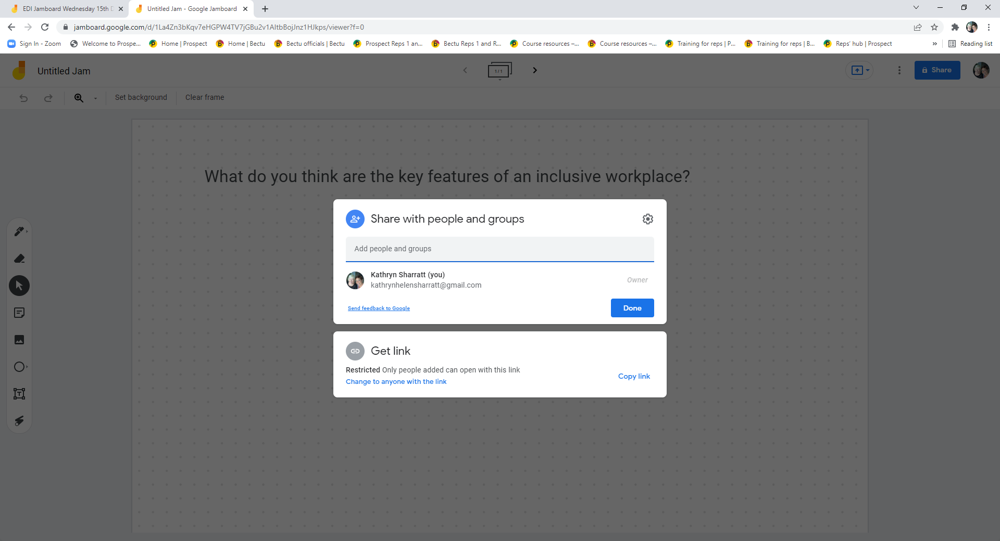 EDI Jamboard Wednesday 15th
Untitled Jam - Google Jamboard
jamboard.google.com/d/1La4Zn3bKqv7eHGPW4TV7jGBu2v1AItbBojJnz1HJkps/viewer?f=0
Sign In - Zoom
Welcome to Prospe...
Home | Prospect
Home | Bectu
Bectu officials | Bectu
Prospect Reps 1 an...
Bectu Reps 1 and R...
Course resources –...
Course resources –...
Training for reps | P...
Training for reps | B...
Reps' hub | Prospect
»
Reading list
Untitled Jam
1 / 1
Share
Set background
Clear frame
What do you think are the key features of an inclusive workplace?
Share with people and groups
Add people and groups
Kathryn Sharratt (you)
kathrynhelensharratt@gmail.com
Owner
Send feedback to Google
Done
Get link
Restricted Only people added can open with this link
Change to anyone with the link
Copy link